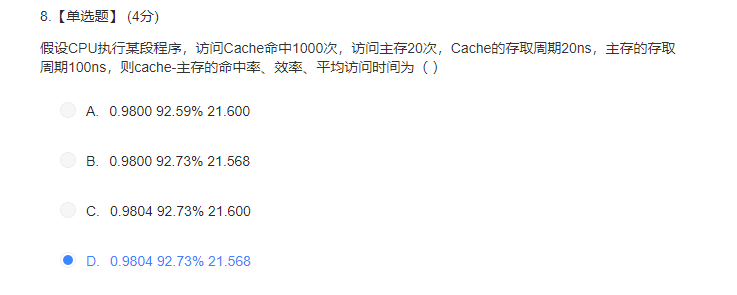 8.【单选题】 (4分)
假设CPU执行某段程序，访问Cache命中1000次，访问主存20次，Cache的存取周期20ns，主存的存取
周期100ns，则cache-主存的命中率、效率、平均访问时间为（ ）
A. 0.9800 92.59% 21.600
B. 0.9800 92.73% 21.568
C. 0.9804 92.73% 21.600
D. 0.9804 92.73% 21.568